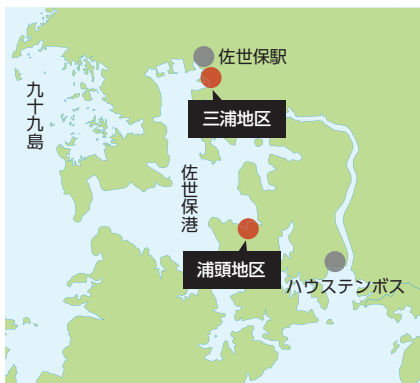 佐世保駅
三浦地区
九十九島
佐世保港
浦頭地区
ハウステンボス